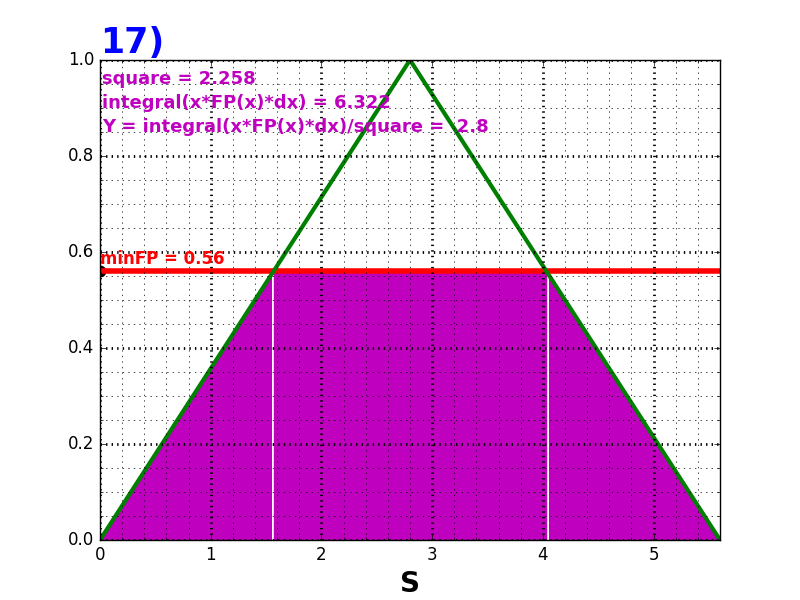 17)
1.0
square = 2.258
integral(x*FP(x)*dx) = 6.322
Y = integral(x*FP(x)*dx)/square =  2.8
0.8
0.6
minFP = 0.56
0.4
0.2
0.0
0 1 2 3 4 5
S